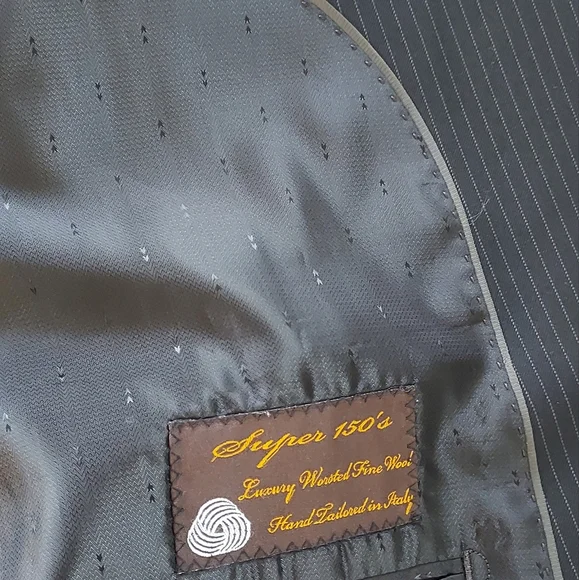 Super 150's
Luxury Worsted Fine Wool
Hand Tailored in Italy